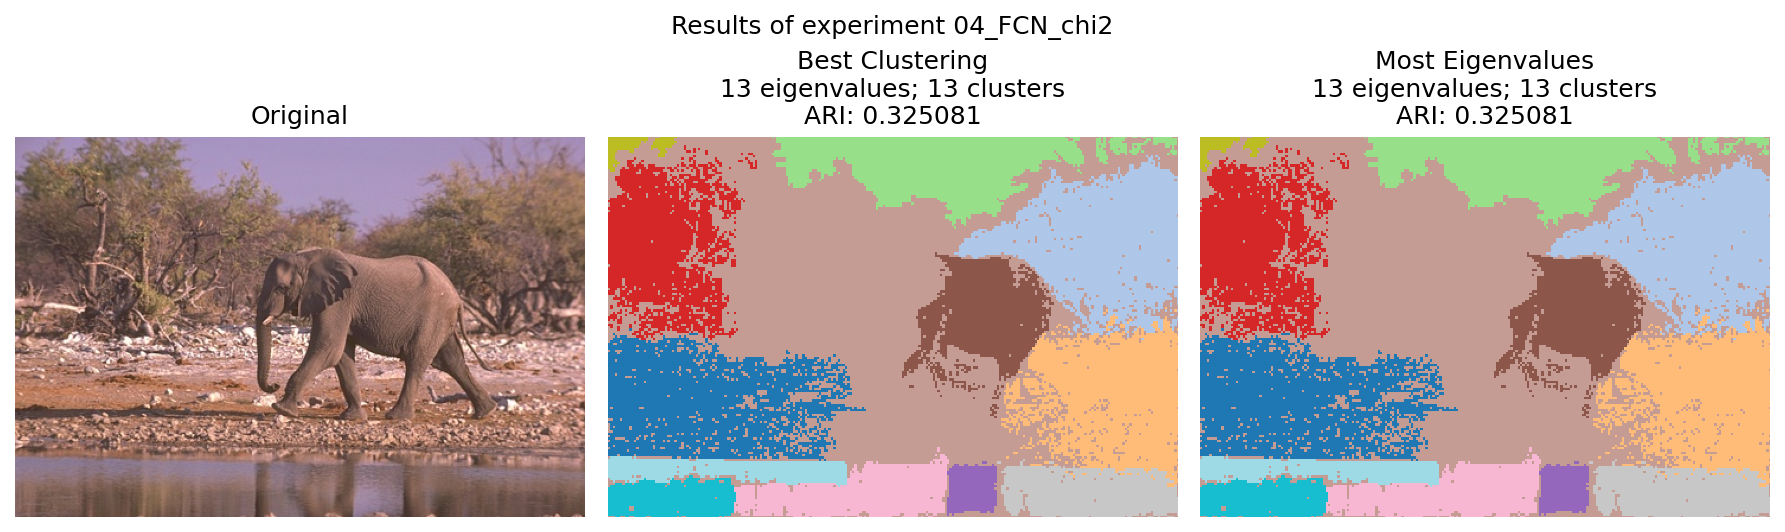 Results of experiment 04_FCN_chi2
Original
Best Clustering
13 eigenvalues; 13 clusters
ARI: 0.325081
Most Eigenvalues
13 eigenvalues; 13 clusters
ARI: 0.325081